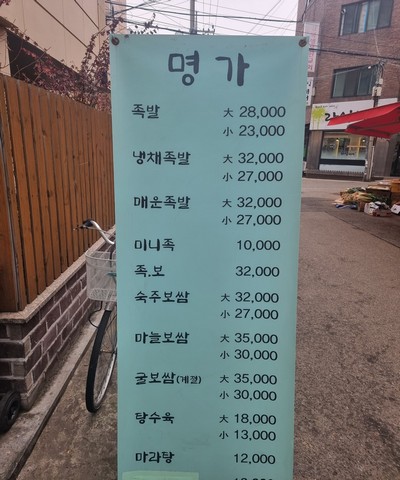 명가
족발 大 28,000
小 23,000
냉채족발 大 32,000
小 27,000
매운족발 大 32,000
小 27,000
미니족 10,000
족.보 32,000
숙주보쌈 大 32,000
小 27,000
마늘보쌈 大 35,000
小 30,000
굴보쌈(계절) 大 35,000
小 30,000
탕수육 大 18,000
小 13,000
마라탕 12,000